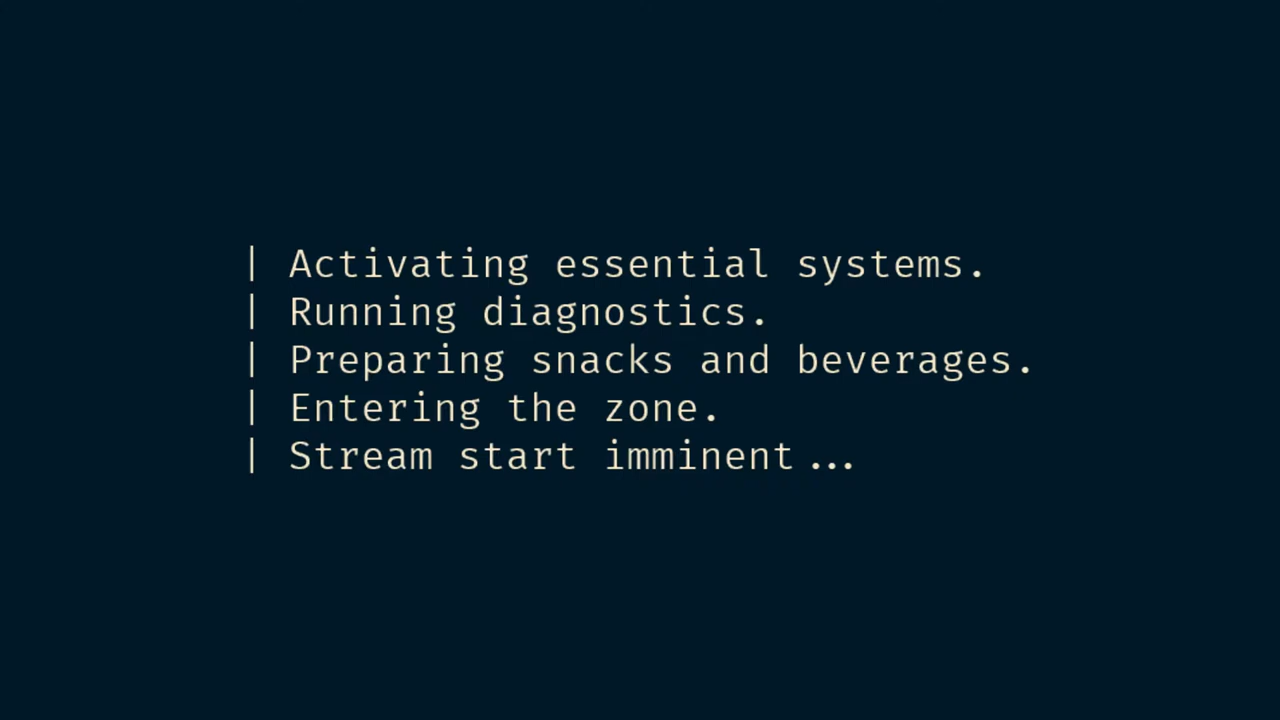 | Activating essential systems.
| Running diagnostics.
| Preparing snacks and beverages.
| Entering the zone.
| Stream start imminent...